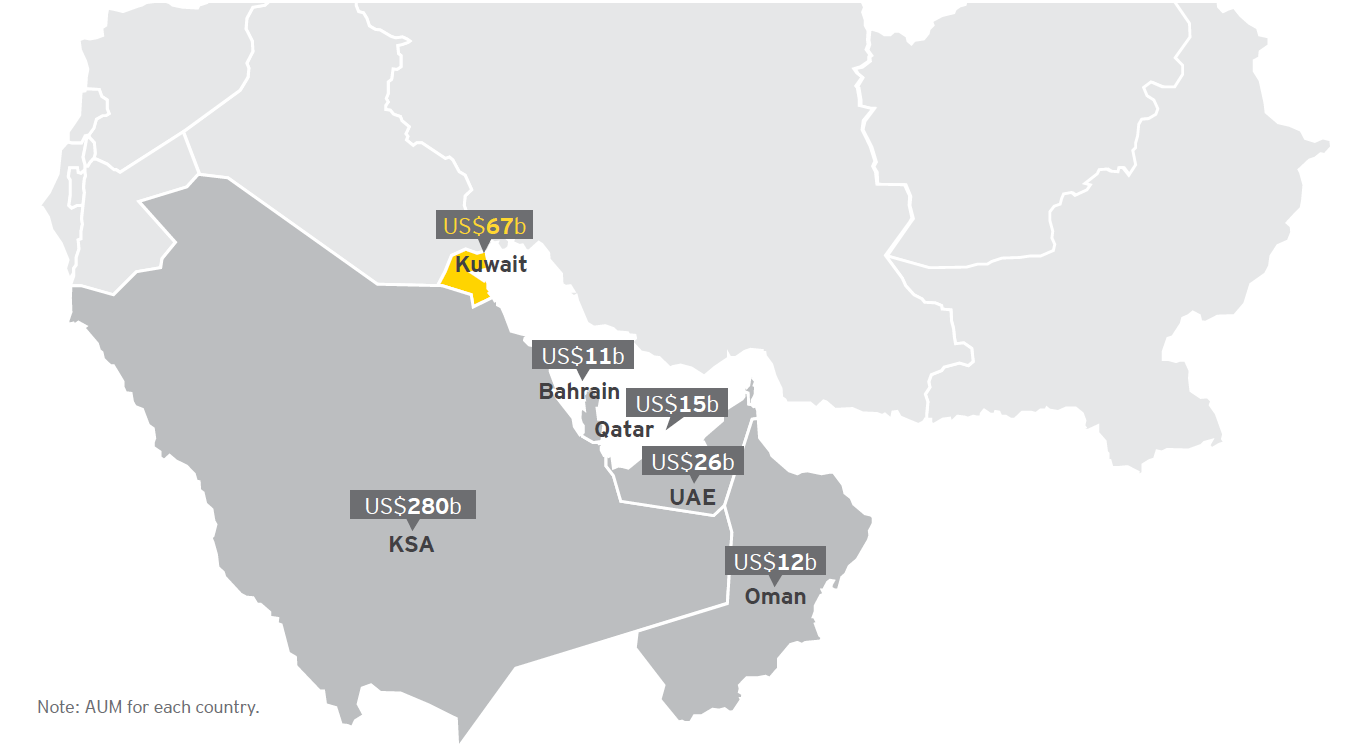 US$67b
Kuwait
US$11b
Bahrain
US$15b
Qatar
US$26b
UAE
US$280b
KSA
US$12b
Oman
Note: AUM for each country.